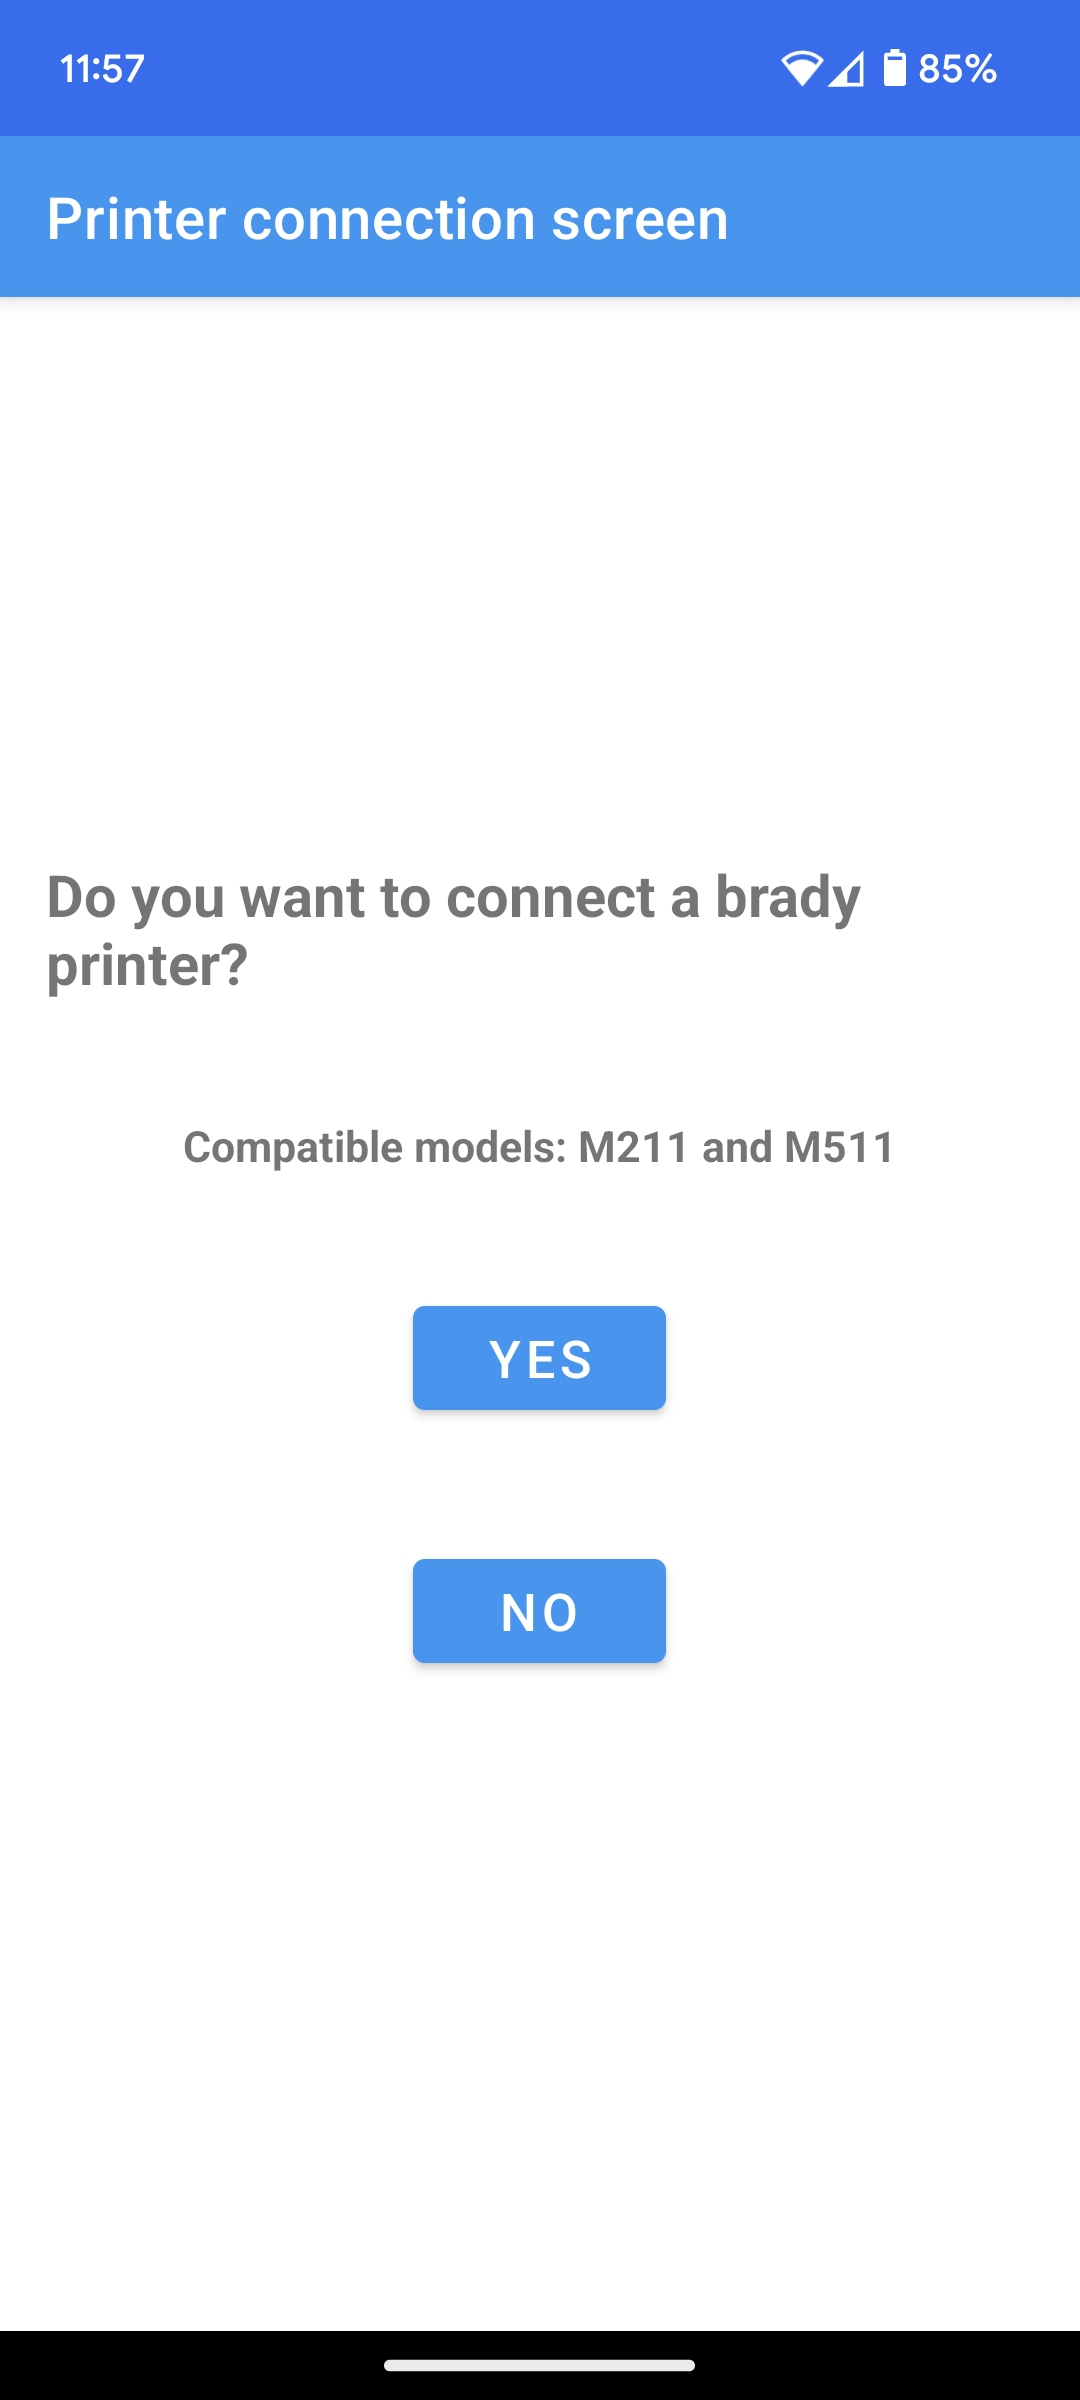 11:57
85%
Printer connection screen
Do you want to connect a brady
printer?
Compatible models: M211 and M511
YES
NO